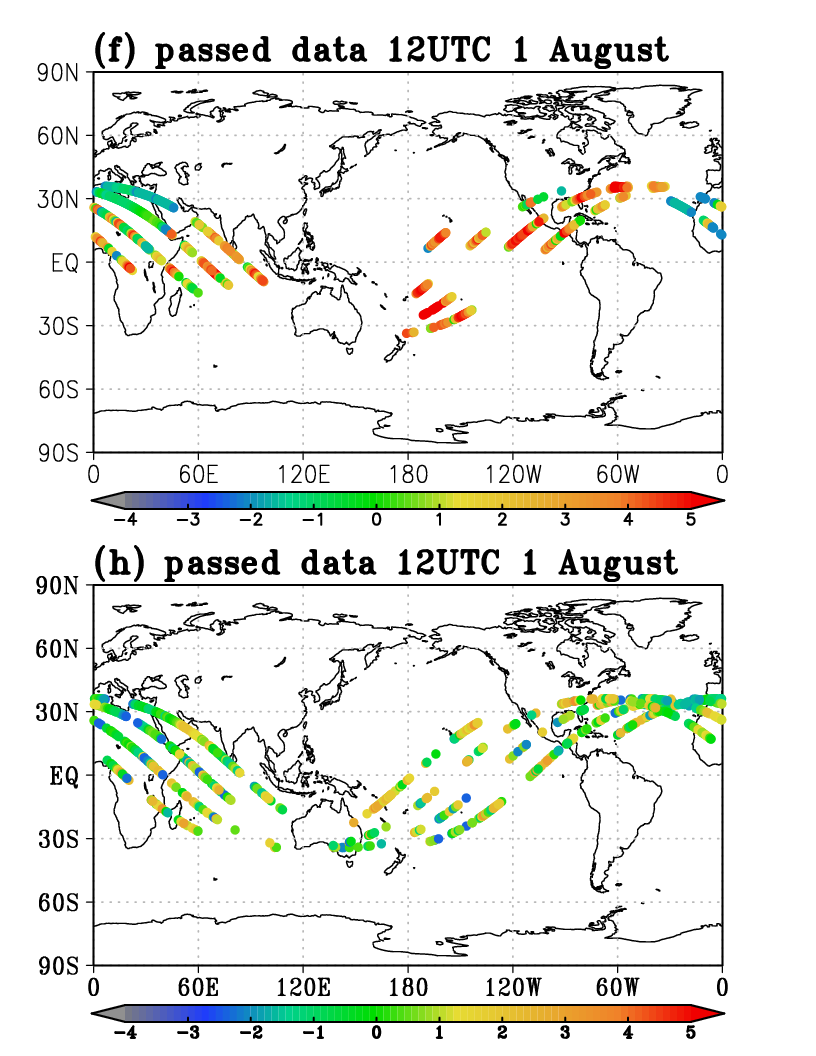 (f) passed data 12UTC 1 August
90N
60N
30N
EQ
30S
60S
90S
0 60E 120E 180 120W 60W 0
−4 −3 −2 −1 0 1 2 3 4 5
(h) passed data 12UTC 1 August
90N
60N
30N
EQ
30S
60S
90S
0 60E 120E 180 120W 60W 0
−4 −3 −2 −1 0 1 2 3 4 5